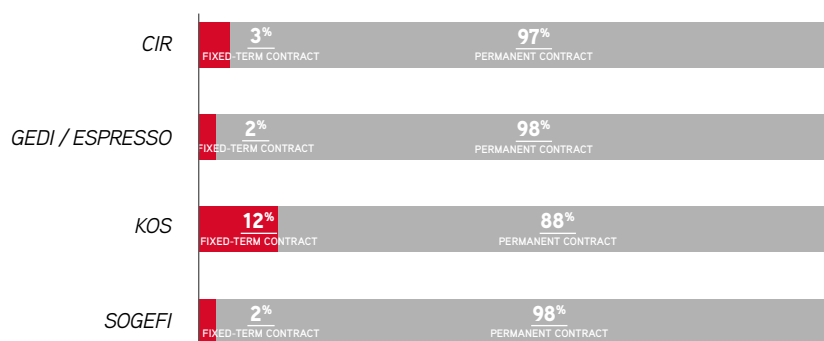 CIR
3% 97%
FIXED-TERM CONTRACT PERMANENT CONTRACT
GEDI / ESPRESSO
2% 98%
FIXED-TERM CONTRACT PERMANENT CONTRACT
KOS
12% 88%
FIXED-TERM CONTRACT PERMANENT CONTRACT
SOGEFI
2% 98%
FIXED-TERM CONTRACT PERMANENT CONTRACT